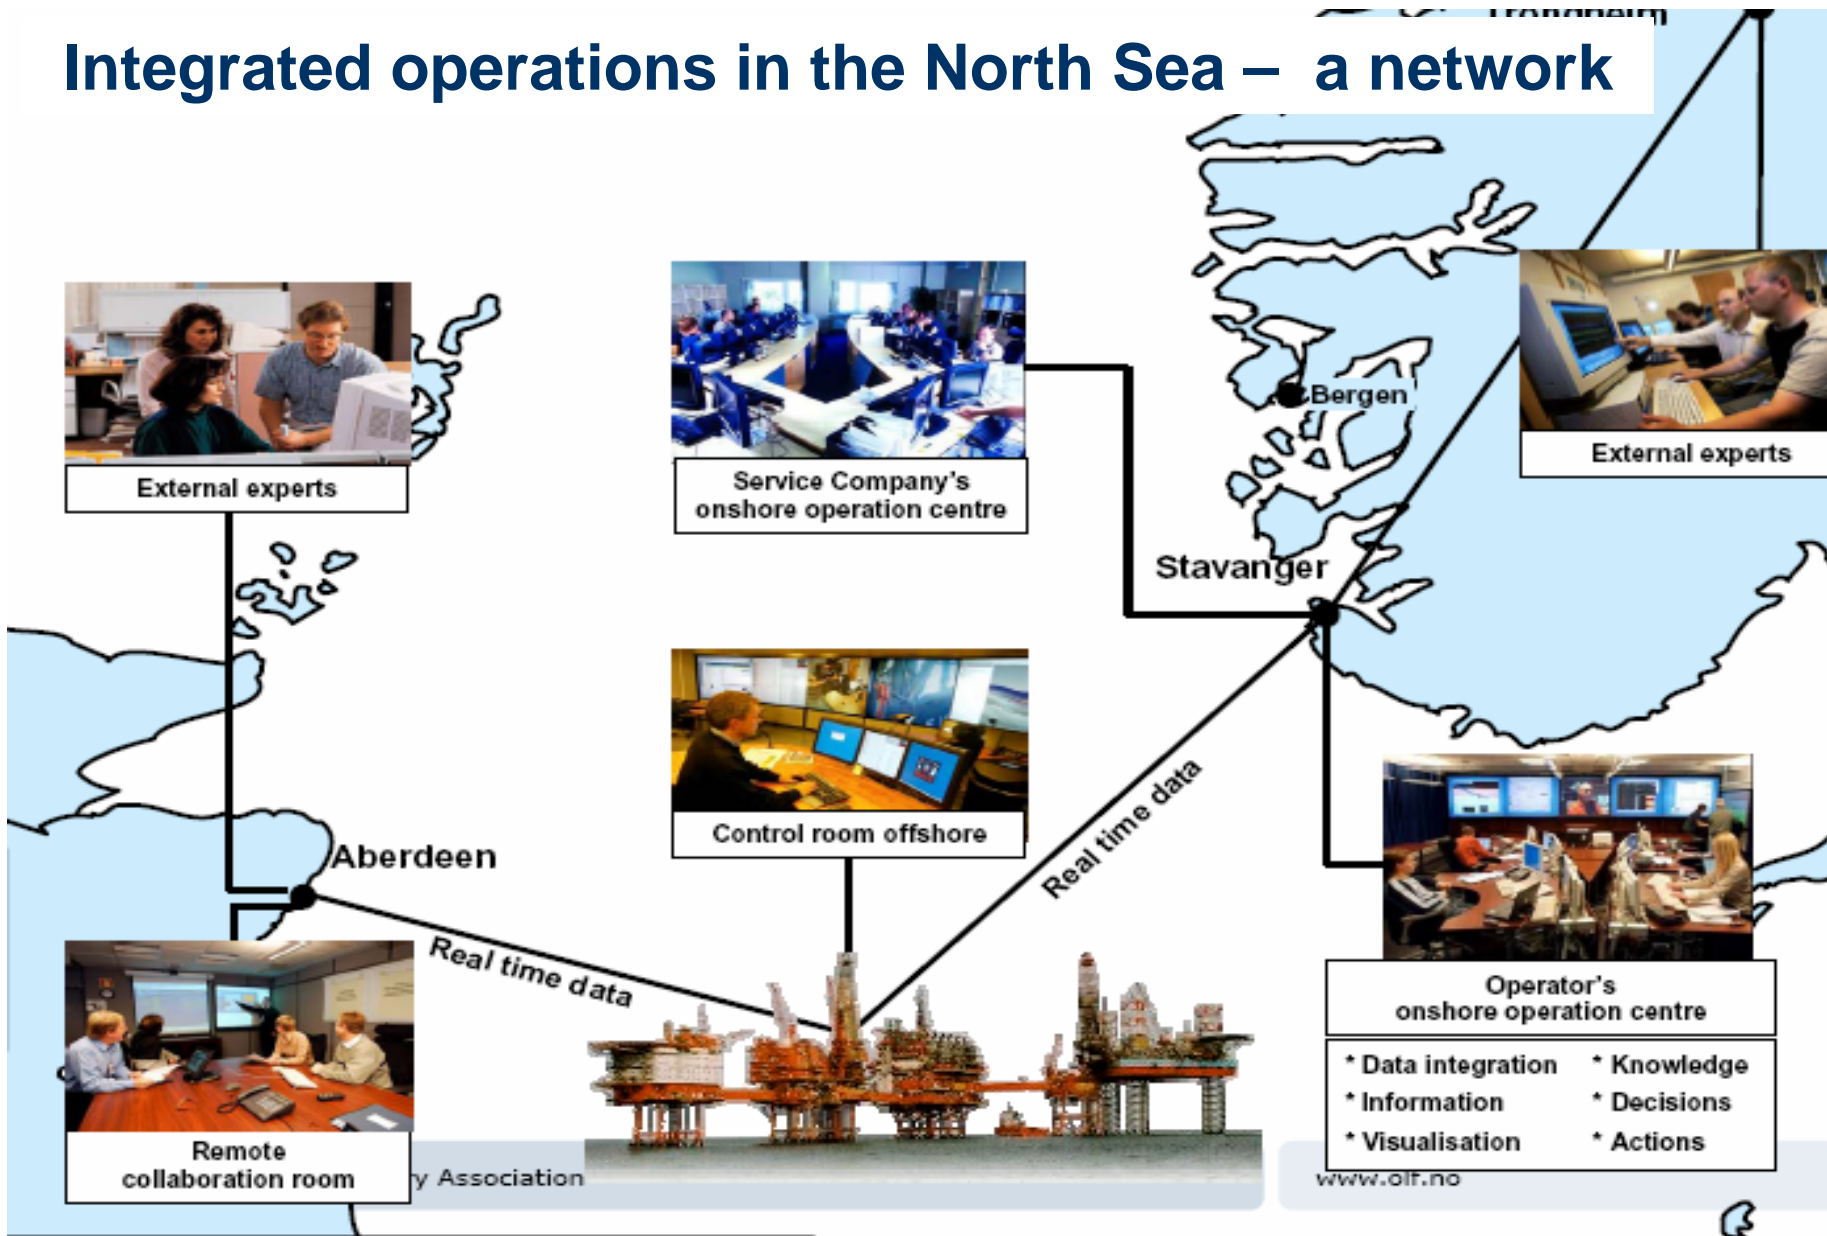 Trondheim
Integrated operations in the North Sea – a network
Bergen
External experts
External experts
Service Company's
onshore operation centre
Stavanger
Real time data
Control room offshore
Aberdeen
Real time data
Operator's
onshore operation centre
* Data integration * Knowledge
* Information * Decisions
* Visualisation * Actions
Remote
collaboration room
y Association
www.olf.no